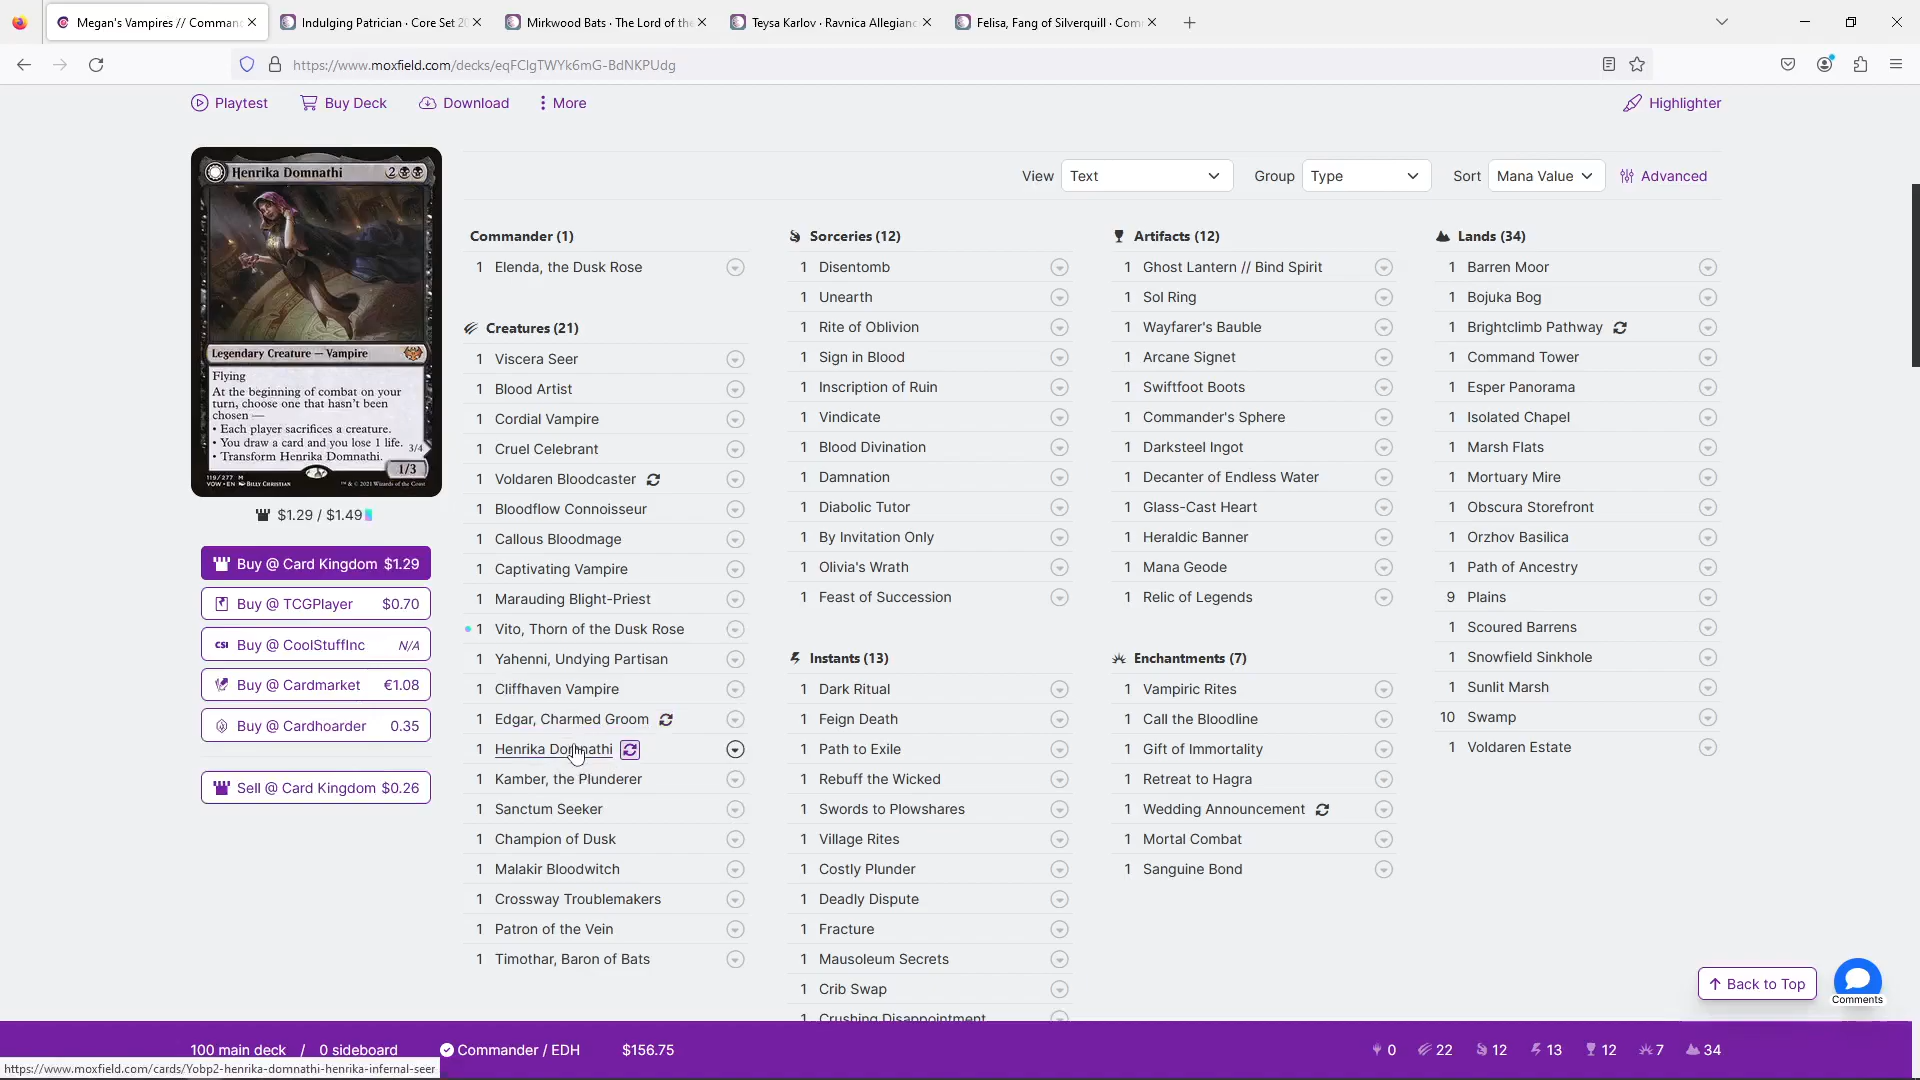 Megan's Vampires // Comman
Indulging Patrician · Core Set 20
Mirkwood Bats · The Lord of the
Teysa Karlov · Ravnica Allegianc
Felisa, Fang of Silverquill · Com
https://www.moxfield.com/decks/eqFClgTWYk6mG-BdNKPUdg
Playtest
Buy Deck
Download
More
Highlighter
View
Text
Group
Type
Sort
Mana Value
Advanced
Henrika Domnathi
2
Legendary Creature — Vampire
Flying
At the beginning of combat on your
turn, choose one that hasn't been
chosen —
• Each player sacrifices a creature.
• You draw a card and you lose 1 life.
• Transform Henrika Domnathi.
3/4
1/3
119/277 M
VOW • EN BILLY CHRISTIAN
™ & © 2021 Wizards of the Coast
$1.29 / $1.49
Buy @ Card Kingdom $1.29
Buy @ TCGPlayer $0.70
CSI Buy @ CoolStuffInc N/A
Buy @ Cardmarket €1.08
Buy @ Cardhoarder 0.35
Sell @ Card Kingdom $0.26
Commander (1)
1 Elenda, the Dusk Rose
Creatures (21)
1 Viscera Seer
1 Blood Artist
1 Cordial Vampire
1 Cruel Celebrant
1 Voldaren Bloodcaster
1 Bloodflow Connoisseur
1 Callous Bloodmage
1 Captivating Vampire
1 Marauding Blight-Priest
1 Vito, Thorn of the Dusk Rose
1 Yahenni, Undying Partisan
1 Cliffhaven Vampire
1 Edgar, Charmed Groom
1 Henrika Domnathi
1 Kamber, the Plunderer
1 Sanctum Seeker
1 Champion of Dusk
1 Malakir Bloodwitch
1 Crossway Troublemakers
1 Patron of the Vein
1 Timothar, Baron of Bats
Sorceries (12)
1 Disentomb
1 Unearth
1 Rite of Oblivion
1 Sign in Blood
1 Inscription of Ruin
1 Vindicate
1 Blood Divination
1 Damnation
1 Diabolic Tutor
1 By Invitation Only
1 Olivia's Wrath
1 Feast of Succession
Instants (13)
1 Dark Ritual
1 Feign Death
1 Path to Exile
1 Rebuff the Wicked
1 Swords to Plowshares
1 Village Rites
1 Costly Plunder
1 Deadly Dispute
1 Fracture
1 Mausoleum Secrets
1 Crib Swap
1 Crushing Disappointment
Artifacts (12)
1 Ghost Lantern // Bind Spirit
1 Sol Ring
1 Wayfarer's Bauble
1 Arcane Signet
1 Swiftfoot Boots
1 Commander's Sphere
1 Darksteel Ingot
1 Decanter of Endless Water
1 Glass-Cast Heart
1 Heraldic Banner
1 Mana Geode
1 Relic of Legends
Enchantments (7)
1 Vampiric Rites
1 Call the Bloodline
1 Gift of Immortality
1 Retreat to Hagra
1 Wedding Announcement
1 Mortal Combat
1 Sanguine Bond
Lands (34)
1 Barren Moor
1 Bojuka Bog
1 Brightclimb Pathway
1 Command Tower
1 Esper Panorama
1 Isolated Chapel
1 Marsh Flats
1 Mortuary Mire
1 Obscura Storefront
1 Orzhov Basilica
1 Path of Ancestry
9 Plains
1 Scoured Barrens
1 Snowfield Sinkhole
1 Sunlit Marsh
10 Swamp
1 Voldaren Estate
Back to Top
Comments
100 main deck / 0 sideboard
Commander / EDH
$156.75
0 22 12 13 12 7 34
https://www.moxfield.com/cards/Yobp2-henrika-domnathi-henrika-infernal-seer